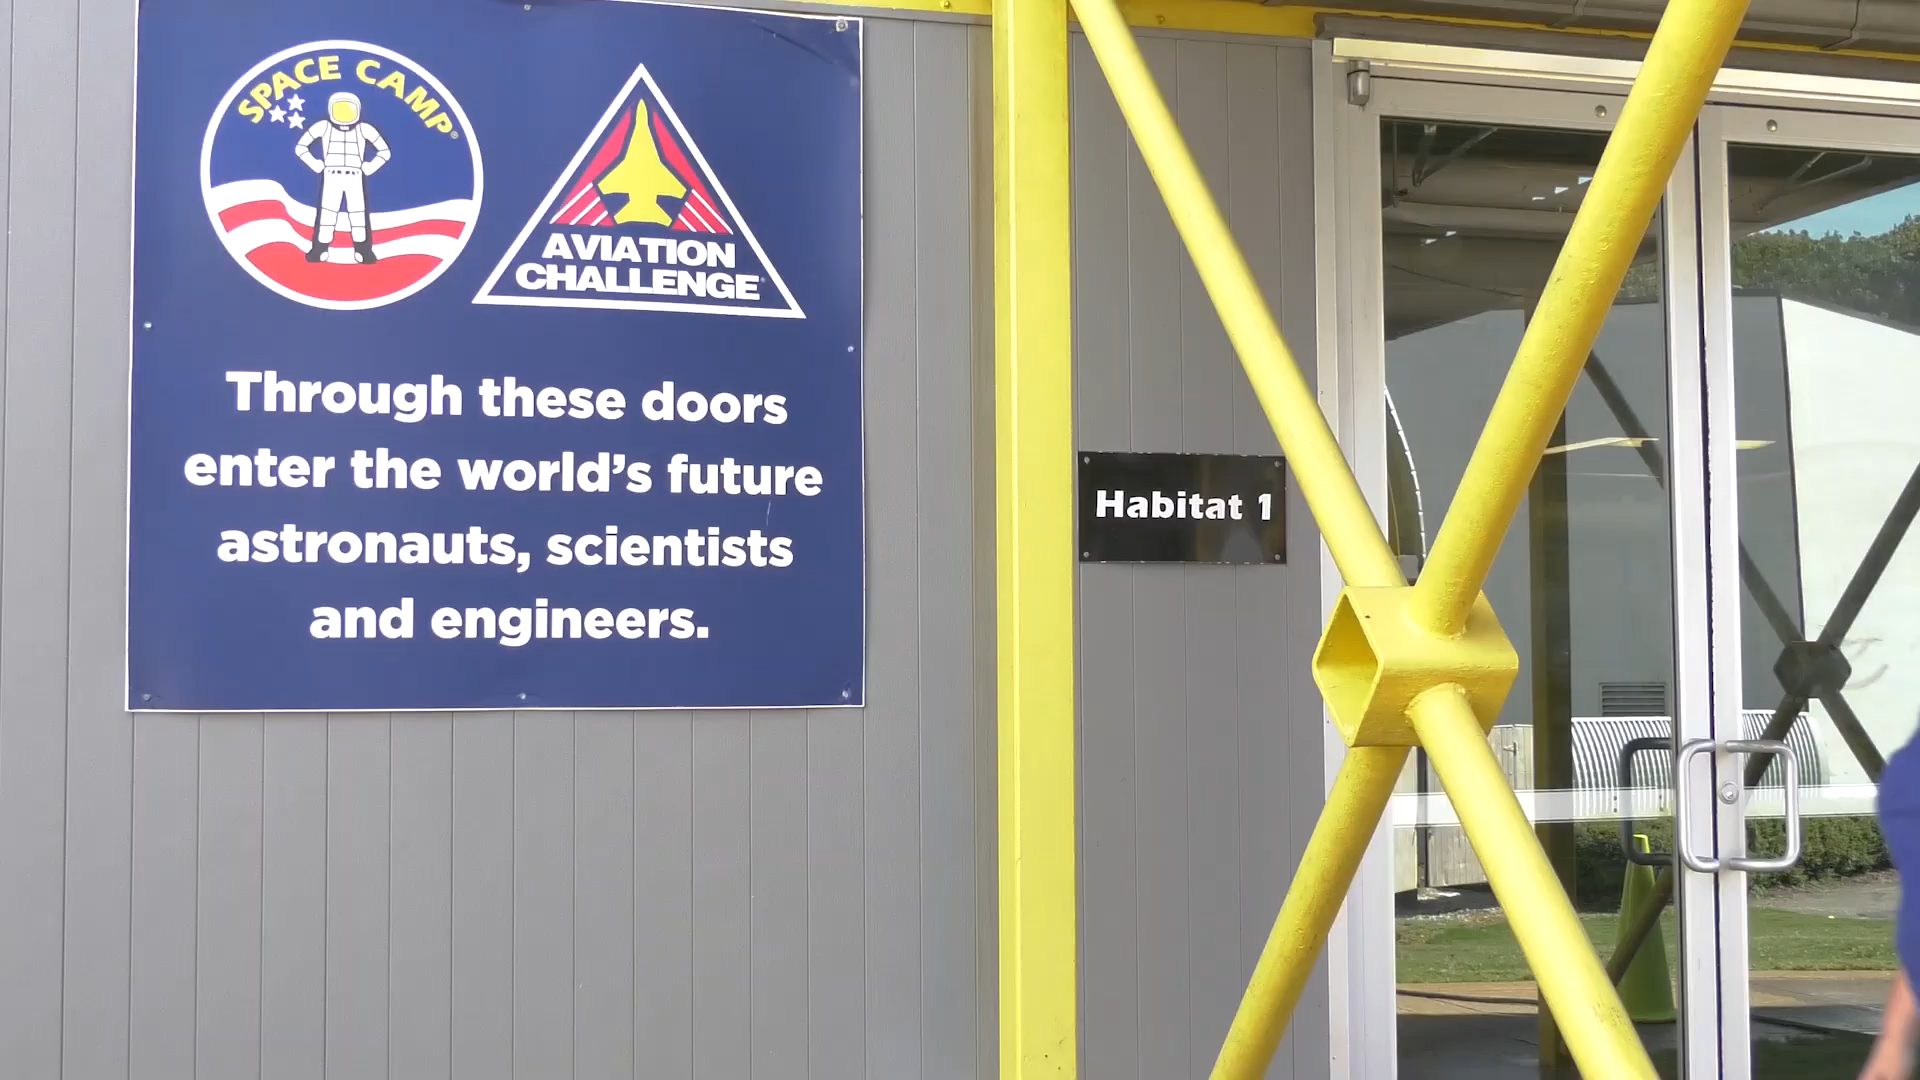 SPACE CAMP®
AVIATION
CHALLENGE®
Through these doors
enter the world's future
astronauts, scientists
and engineers.
Habitat 1